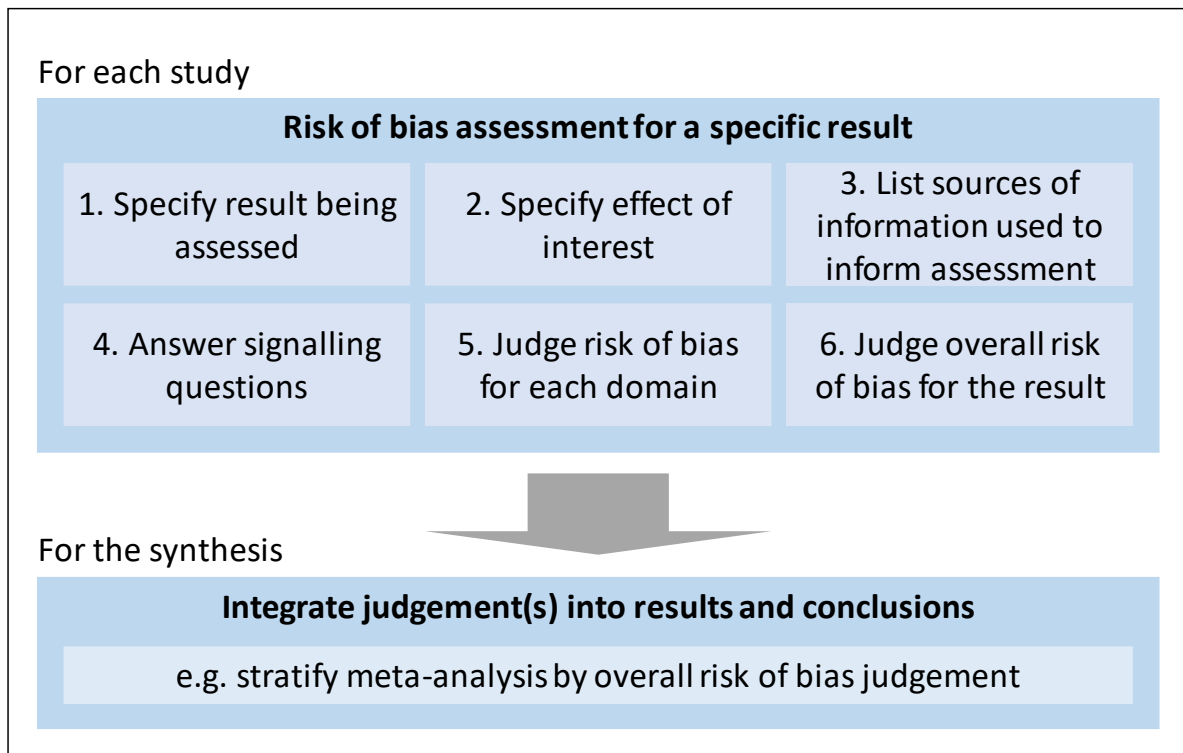 For each study
Risk of bias assessment for a specific result
1. Specify result being
assessed
2. Specify effect of
interest
3. List sources of
information used to
inform assessment
4. Answer signalling
questions
5. Judge risk of bias
for each domain
6. Judge overall risk
of bias for the result
For the synthesis
Integrate judgement(s) into results and conclusions
e.g. stratify meta-analysis by overall risk of bias judgement